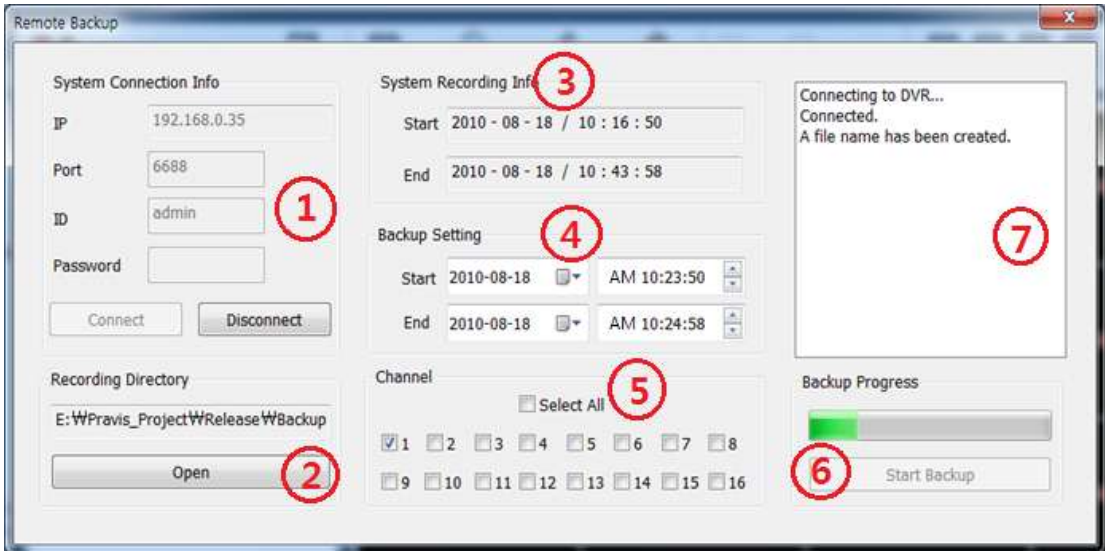 Remote Backup
System Connection Info
IP 192.168.0.35
Port 6688
ID admin
Password
Connect Disconnect
1
Recording Directory
E:₩Pravis_Project₩Release₩Backup
Open
2
System Recording Info
3
Start 2010 - 08 - 18 / 10 : 16 : 50
End 2010 - 08 - 18 / 10 : 43 : 58
Backup Setting
4
Start 2010-08-18 AM 10:23:50
End 2010-08-18 AM 10:24:58
Channel
Select All
5
1 2 3 4 5 6 7 8
9 10 11 12 13 14 15 16
Connecting to DVR...
Connected.
A file name has been created.
7
Backup Progress
6
Start Backup